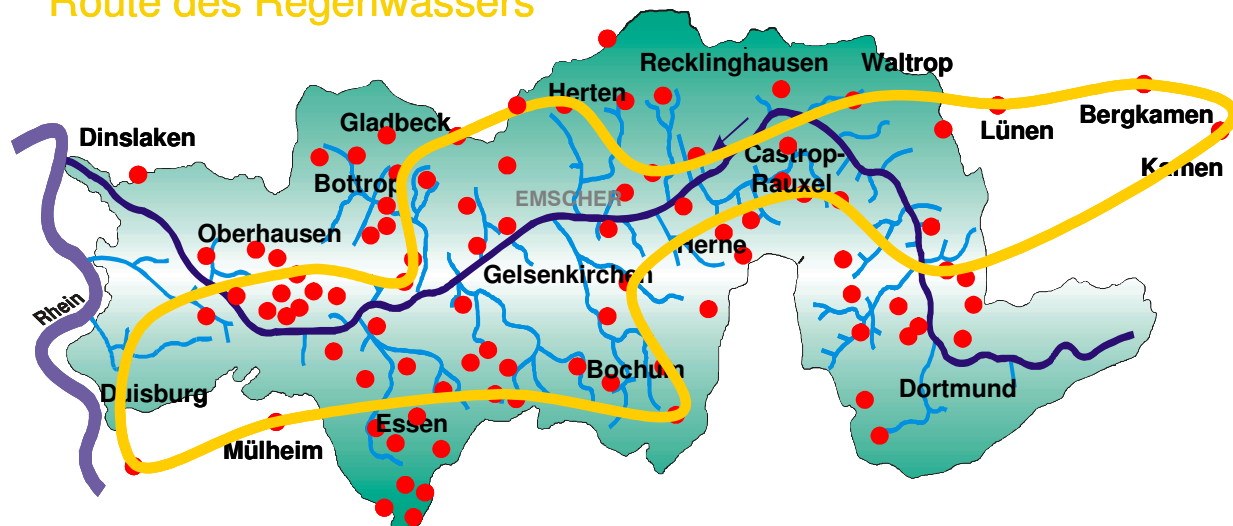 Route des Regenwassers
Recklinghausen
Waltrop
Herten
Bergkamen
Gladbeck
Lünen
Dinslaken
Castrop-
Rauxel
Kamen
Bottrop
EMSCHER
Oberhausen
Herne
Gelsenkirchen
Rhein
Bochum
Duisburg
Dortmund
Essen
Mülheim